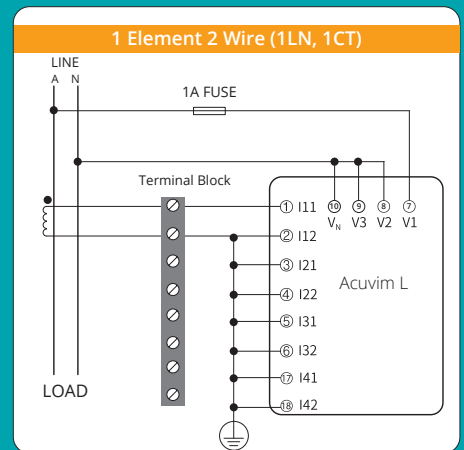 1 Element 2 Wire (1LN, 1CT)
LINE
A N
1A FUSE
Terminal Block
① I11
⑩ ⑨ ⑧ ⑦
VN V3 V2 V1
② I12
③ I21
Acuvim L
④ I22
⑤ I31
⑥ I32
⑰ I41
⑱ I42
LOAD